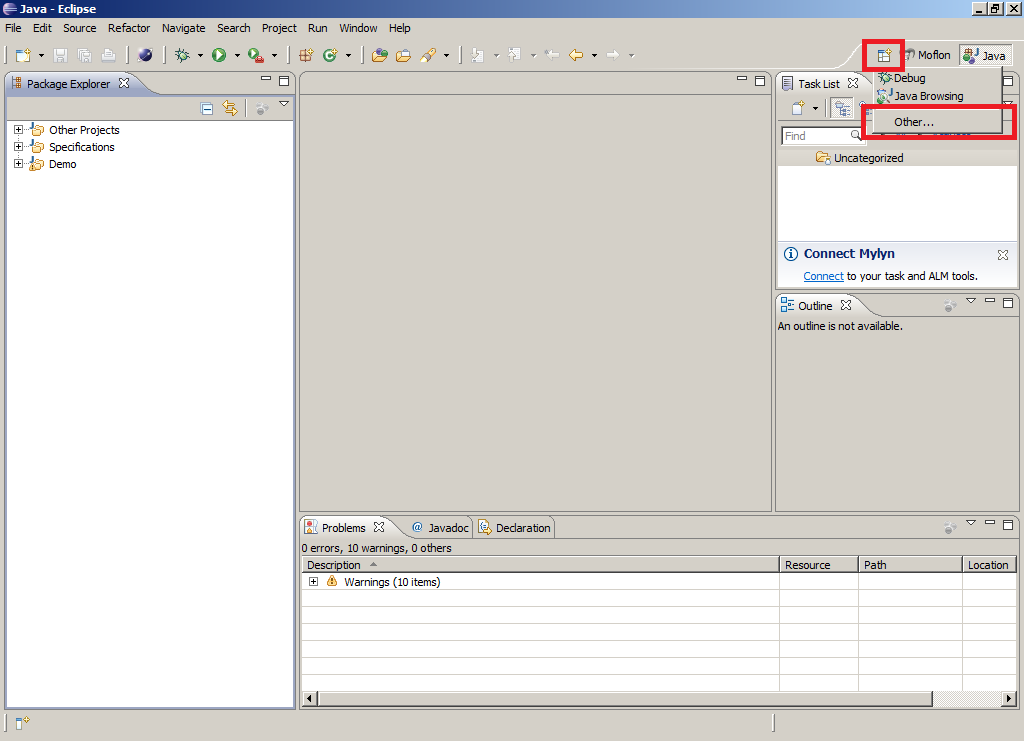 Java - Eclipse
File Edit Source Refactor Navigate Search Project Run Window Help
Moflon Java
Package Explorer
Task List
Debug
Java Browsing
Other...
Find
Other Projects
Specifications
Demo
Uncategorized
Connect Mylyn
Connect to your task and ALM tools.
Outline
An outline is not available.
Problems @ Javadoc Declaration
0 errors, 10 warnings, 0 others
Description Resource Path Location
Warnings (10 items)